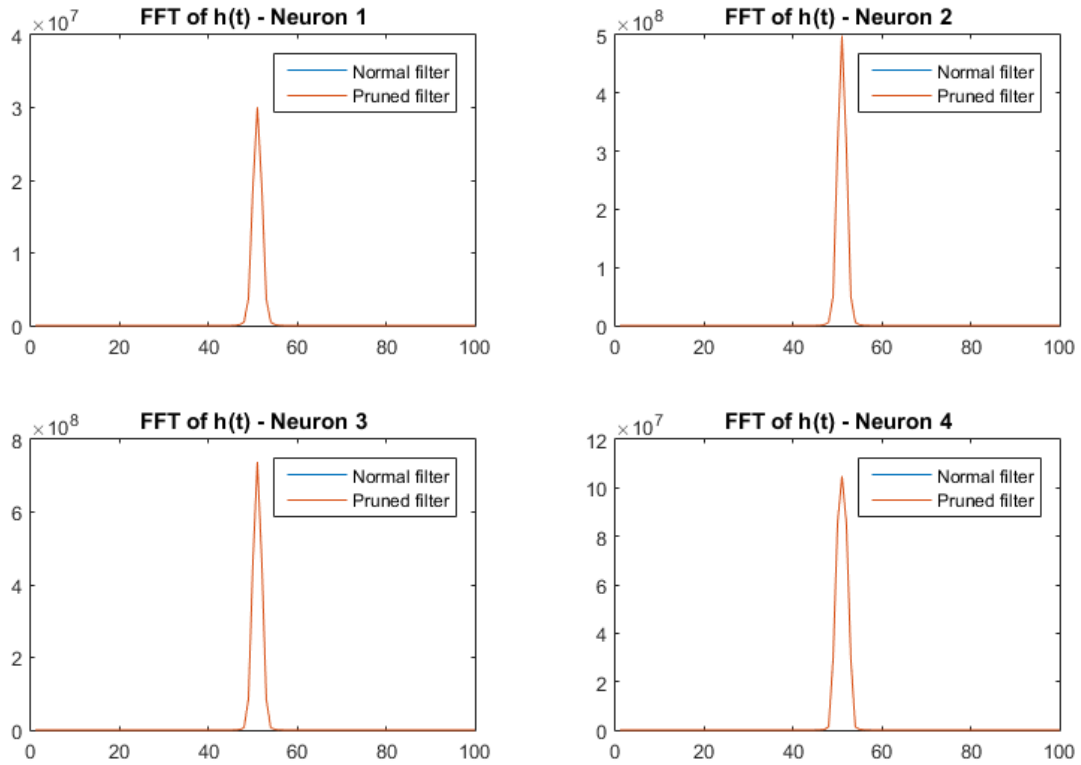 FFT of h(t) - Neuron 1
×10^7
4
3
2
1
0
0 20 40 60 80 100
Normal filter
Pruned filter
FFT of h(t) - Neuron 2
×10^8
5
4
3
2
1
0
0 20 40 60 80 100
Normal filter
Pruned filter
FFT of h(t) - Neuron 3
×10^8
8
6
4
2
0
0 20 40 60 80 100
Normal filter
Pruned filter
FFT of h(t) - Neuron 4
×10^7
12
10
8
6
4
2
0
0 20 40 60 80 100
Normal filter
Pruned filter